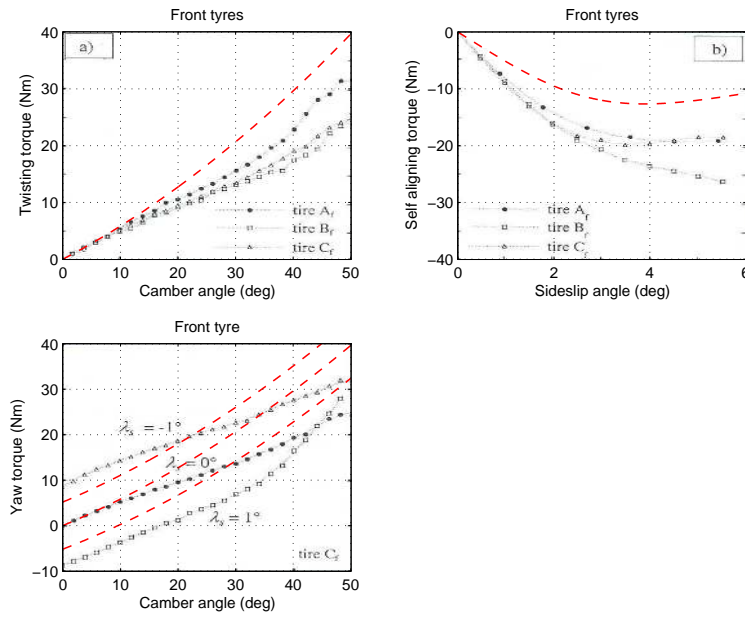 Front tyres
a)
Twisting torque (Nm)
40
30
20
10
0
tire A_f
tire B_f
tire C_f
0 10 20 30 40 50
Camber angle (deg)
Front tyres
b)
Self aligning torque (Nm)
0
−10
−20
−30
−40
tire A_f
tire B_f
tire C_f
0 2 4 6
Sideslip angle (deg)
Front tyre
Yaw torque (Nm)
40
30
20
10
0
−10
λ_s = -1°
λ = 0°
λ_s = 1°
tire C_f
0 10 20 30 40 50
Camber angle (deg)